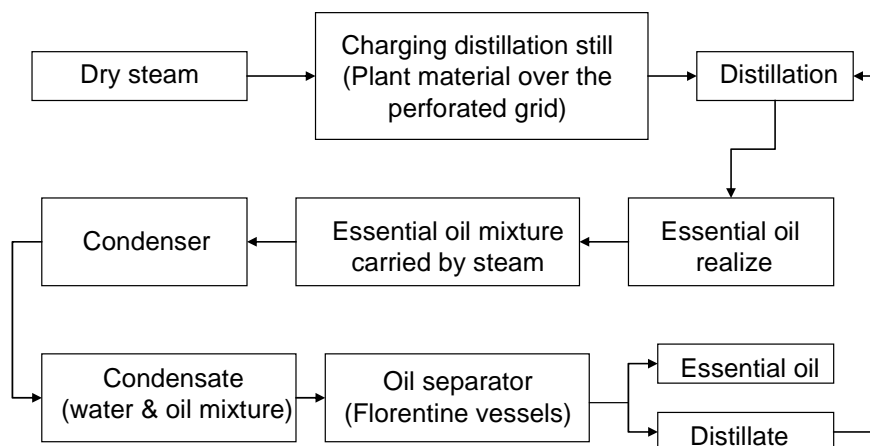 Dry steam
Charging distillation still
(Plant material over the
perforated grid)
Distillation
Essential oil
realize
Essential oil mixture
carried by steam
Condenser
Condensate
(water & oil mixture)
Oil separator
(Florentine vessels)
Essential oil
Distillate